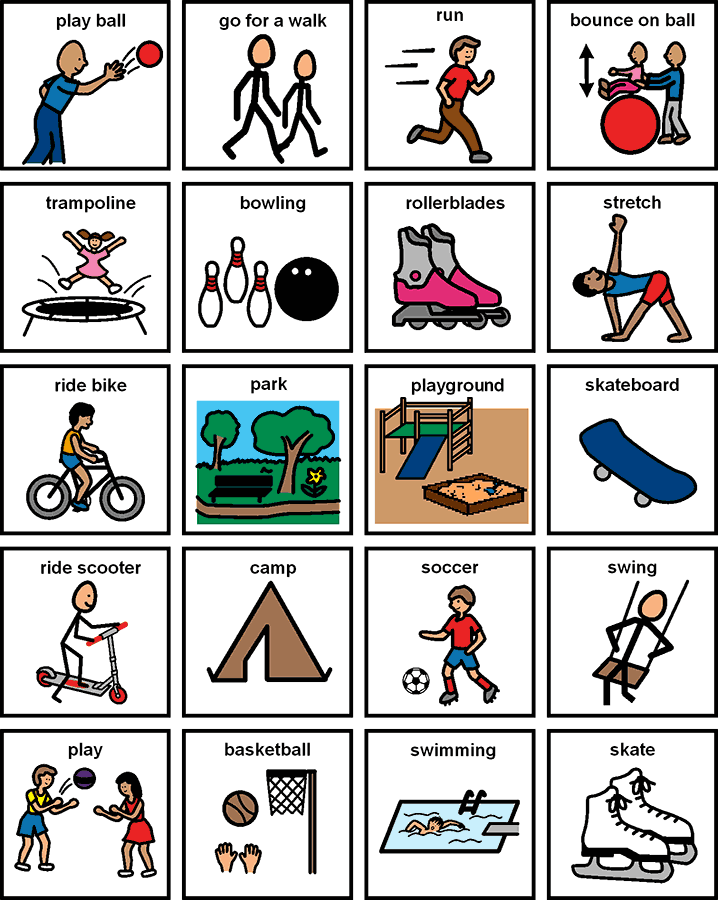 play ball
go for a walk
run
bounce on ball
trampoline
bowling
rollerblades
stretch
ride bike
park
playground
skateboard
ride scooter
camp
soccer
swing
play
basketball
swimming
skate